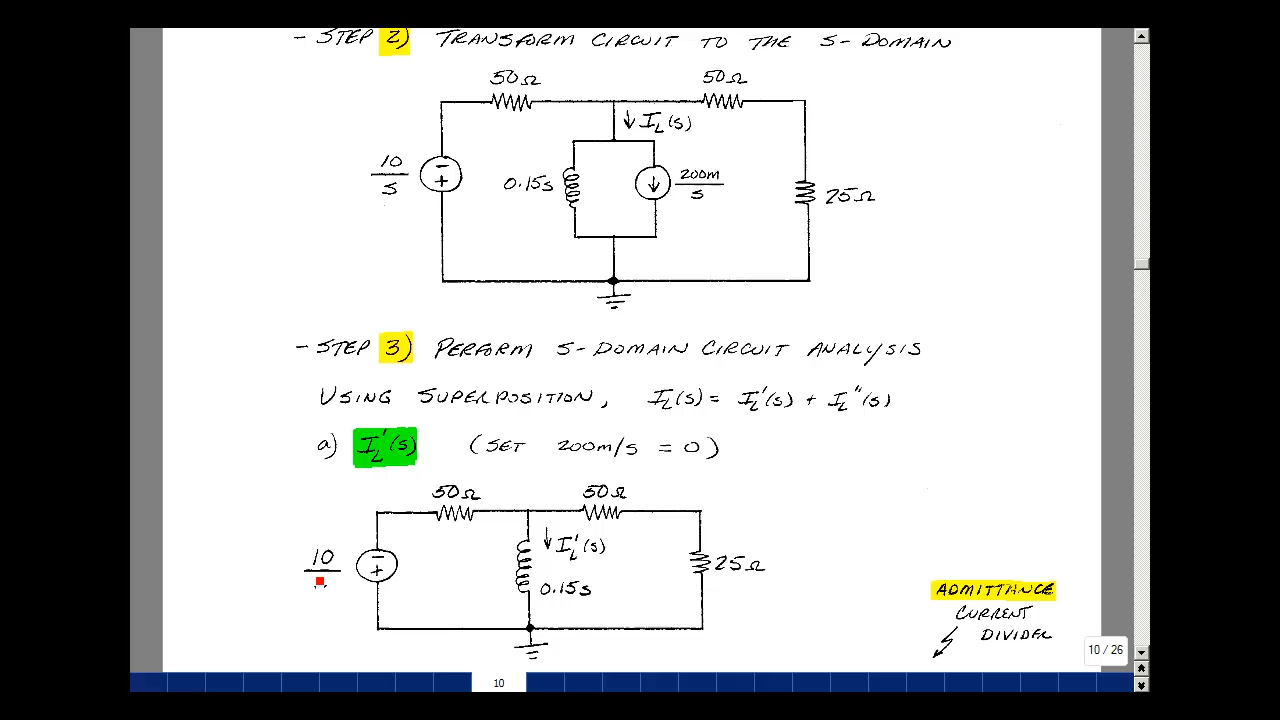 - STEP 2) TRANSFORM CIRCUIT TO THE S-DOMAIN
50Ω 50Ω
↓ I_L(s)
10/s
0.15s
200m/s
25Ω
- STEP 3) PERFORM S-DOMAIN CIRCUIT ANALYSIS
USING SUPERPOSITION, I_L(s) = I_L'(s) + I_L"(s)
a) I_L'(s) (SET 200m/s = 0)
50Ω 50Ω
↓ I_L'(s)
10
25Ω
0.15s
ADMITTANCE
CURRENT
DIVIDER
10 / 26
10